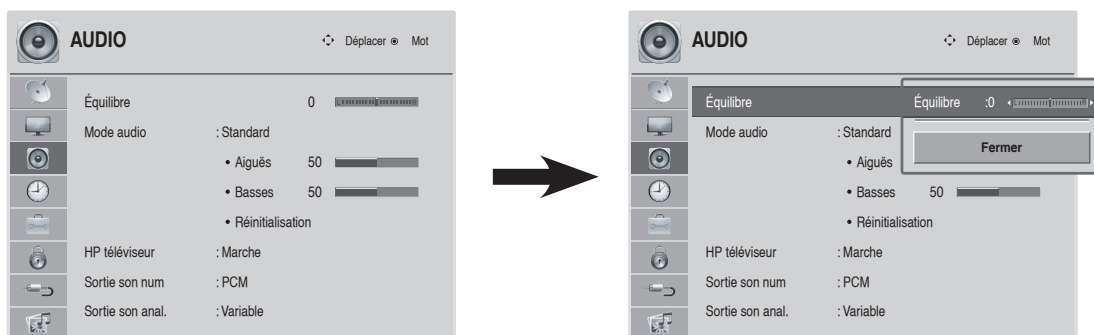 AUDIO
Déplacer Mot
Équilibre 0
Mode audio : Standard
• Aiguës 50
• Basses 50
• Réinitialisation
HP téléviseur : Marche
Sortie son num : PCM
Sortie son anal. : Variable
AUDIO
Déplacer Mot
Équilibre Équilibre :0
Mode audio : Standard
Fermer
• Aiguës
• Basses 50
• Réinitialisation
HP téléviseur : Marche
Sortie son num : PCM
Sortie son anal. : Variable